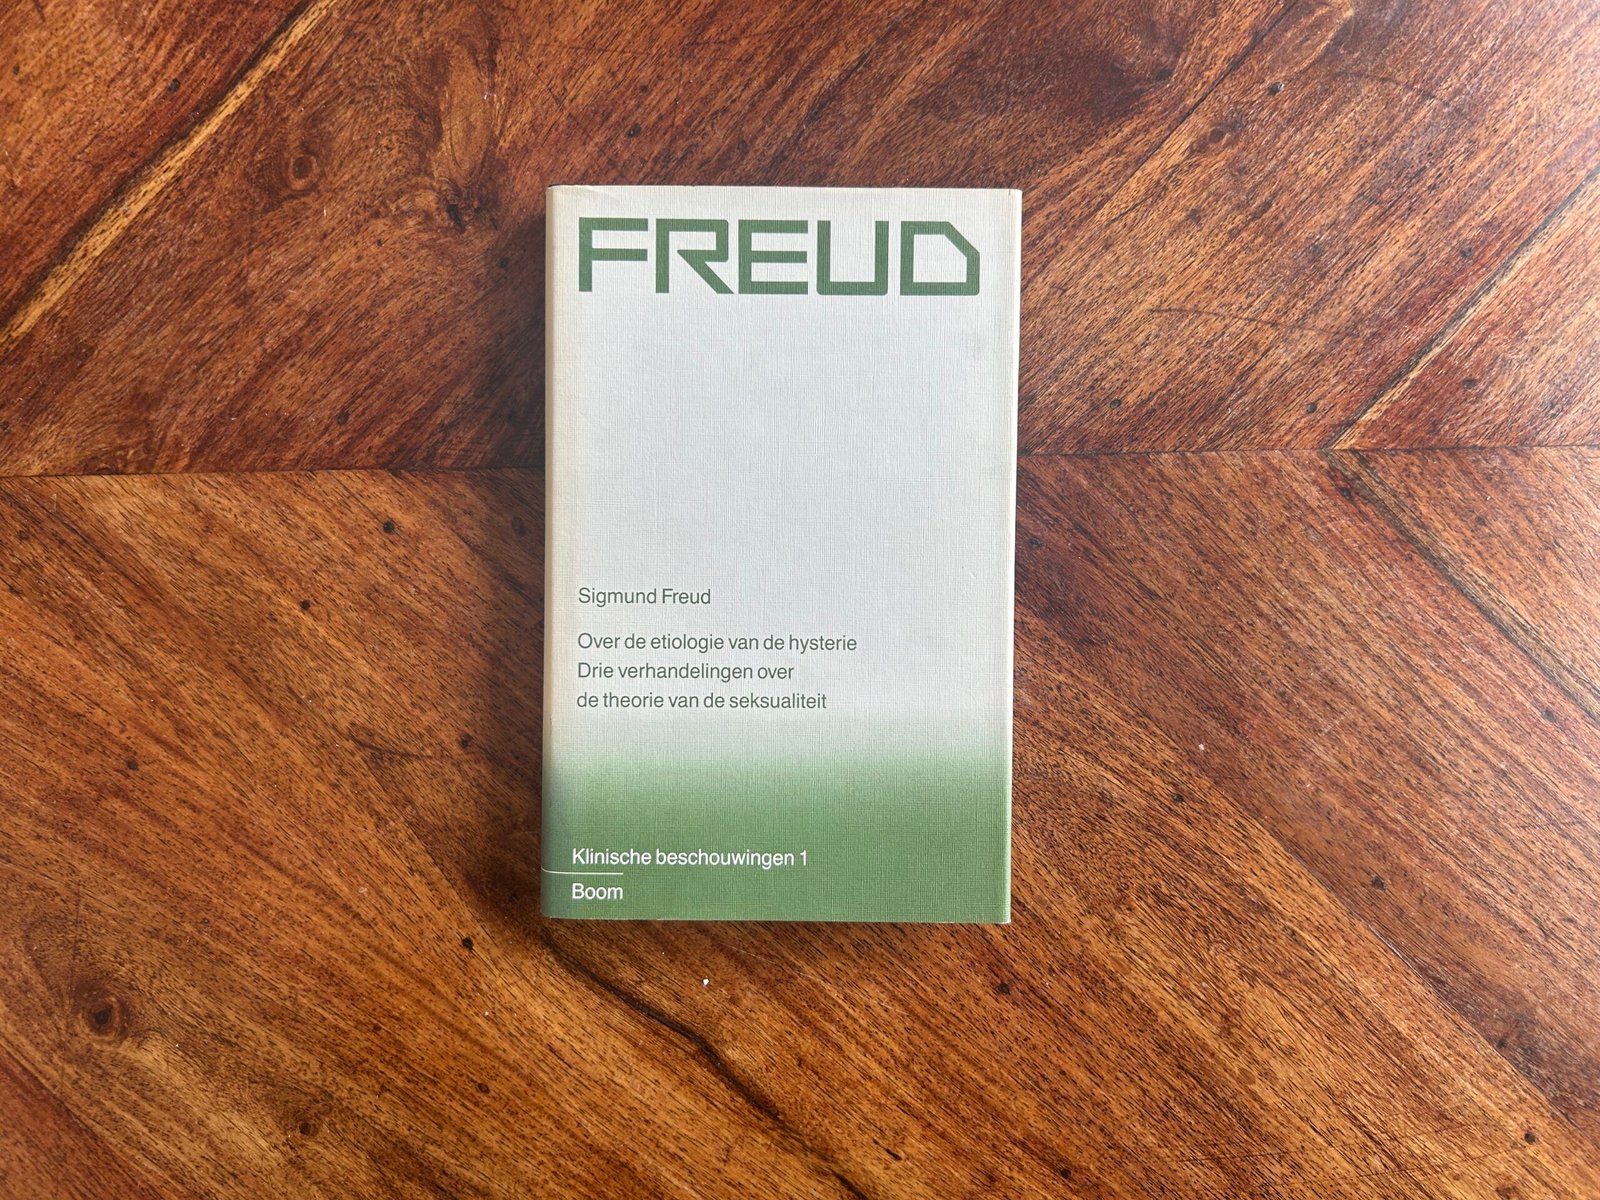 FREUD
Sigmund Freud
Over de etiologie van de hysterie
Drie verhandelingen over
de theorie van de seksualiteit
Klinische beschouwingen 1
Boom